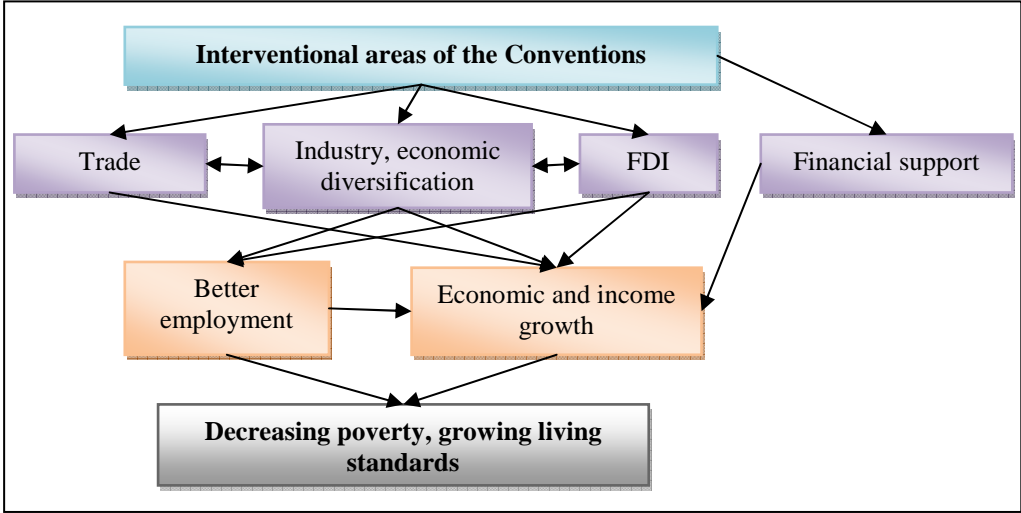 Interventional areas of the Conventions
Trade
Industry, economic
diversification
FDI
Financial support
Better
employment
Economic and income
growth
Decreasing poverty, growing living
standards